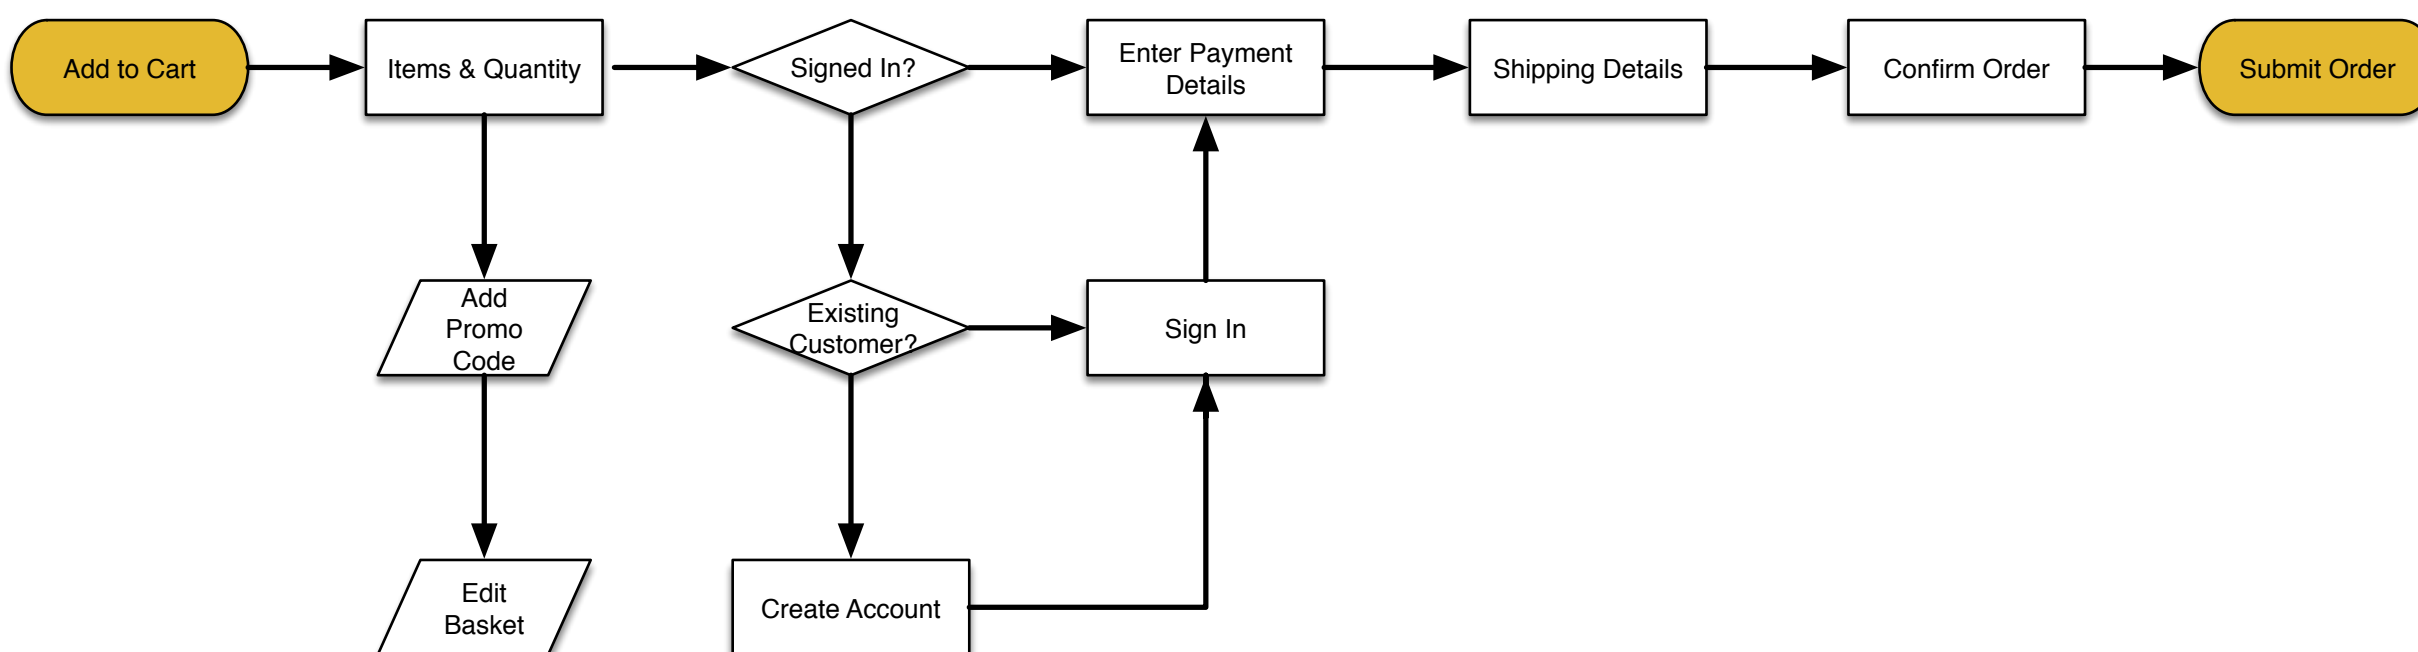 Add to Cart
Items & Quantity
Signed In?
Enter Payment
Details
Shipping Details
Confirm Order
Submit Order
Add
Promo
Code
Existing
Customer?
Sign In
Edit
Basket
Create Account